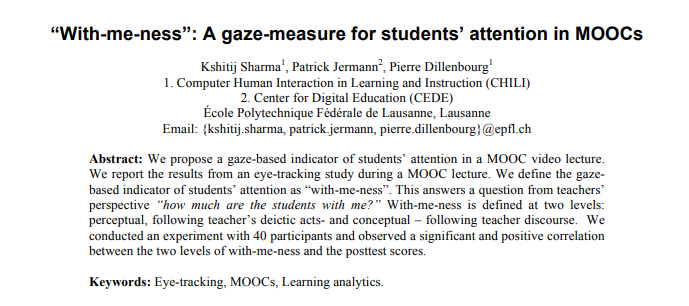 “With-me-ness”: A gaze-measure for students’ attention in MOOCs
Kshitij Sharma1, Patrick Jermann2, Pierre Dillenbourg1
1. Computer Human Interaction in Learning and Instruction (CHILI)
2. Center for Digital Education (CEDE)
École Polytechnique Fédérale de Lausanne, Lausanne
Email: {kshitij.sharma, patrick.jermann, pierre.dillenbourg}@epfl.ch
Abstract: We propose a gaze-based indicator of students’ attention in a MOOC video lecture.
We report the results from an eye-tracking study during a MOOC lecture. We define the gaze-
based indicator of students’ attention as “with-me-ness”. This answers a question from teachers’
perspective “how much are the students with me?” With-me-ness is defined at two levels:
perceptual, following teacher’s deictic acts- and conceptual – following teacher discourse. We
conducted an experiment with 40 participants and observed a significant and positive correlation
between the two levels of with-me-ness and the posttest scores.
Keywords: Eye-tracking, MOOCs, Learning analytics.